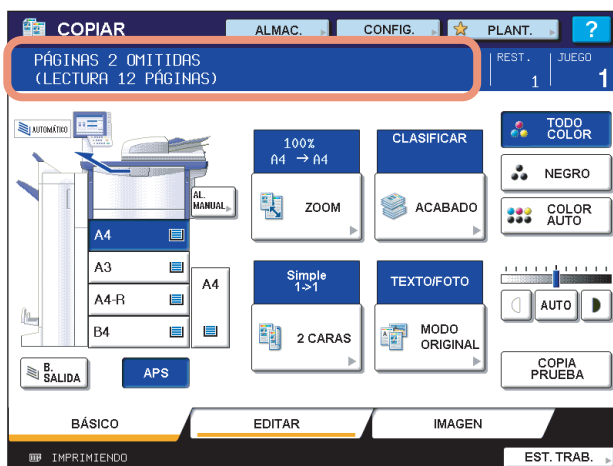 COPIAR
ALMAC.
CONFIG.
PLANT.
?
PÁGINAS 2 OMITIDAS
(LECTURA 12 PÁGINAS)
REST.
1
JUEGO
1
AUTOMÁTICO
AL.
MANUAL
A4
A3
A4-R
B4
A4
100%
A4 → A4
ZOOM
CLASIFICAR
ACABADO
Simple
1->1
2 CARAS
TEXTO/FOTO
MODO
ORIGINAL
TODO
COLOR
NEGRO
COLOR
AUTO
AUTO
COPIA
PRUEBA
B.
SALIDA
APS
BÁSICO
EDITAR
IMAGEN
IMPRIMIENDO
EST. TRAB.